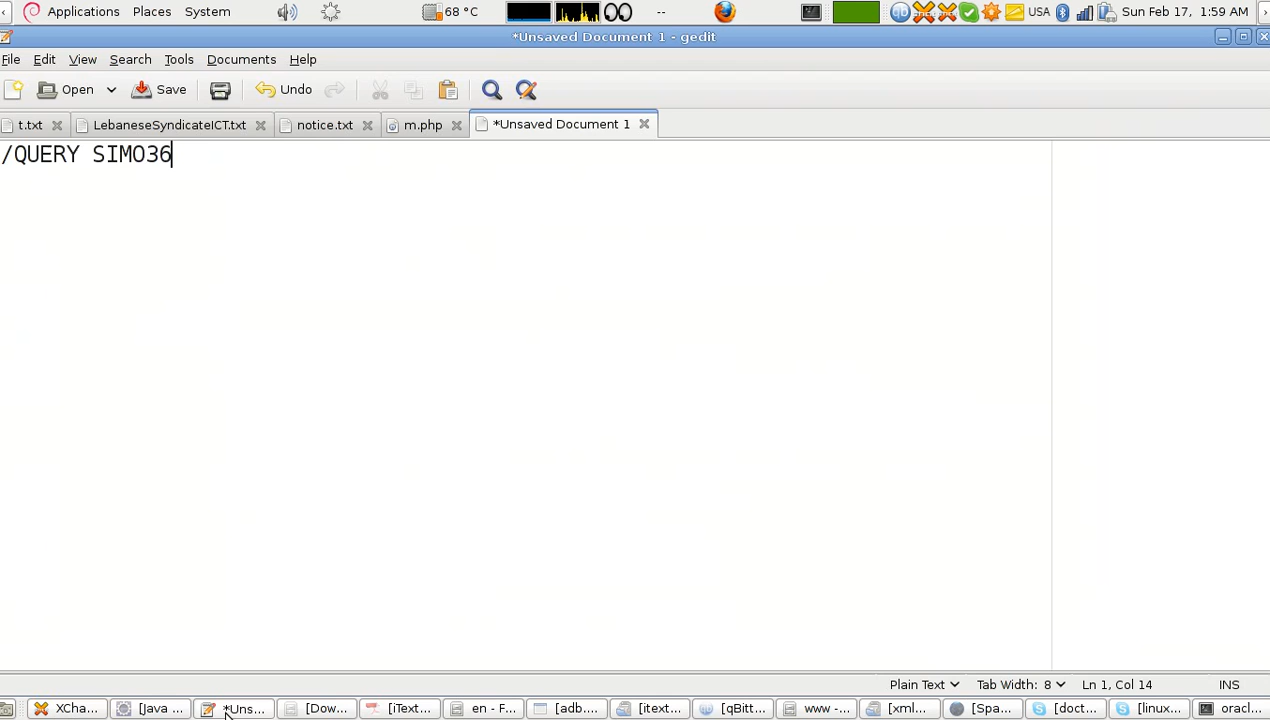 Applications Places System 68 °C -- USA Sun Feb 17, 1:59 AM
*Unsaved Document 1 - gedit
File Edit View Search Tools Documents Help
Open Save Undo
t.txt LebaneseSyndicateICT.txt notice.txt m.php *Unsaved Document 1
/QUERY SIMO36
Plain Text Tab Width: 8 Ln 1, Col 14 INS
XCha... [Java ... *Uns... [Dow... [iText... en - F... [adb.... [itext... [qBitt... www -... [xml... [Spa... [doct... [linux... oracl...